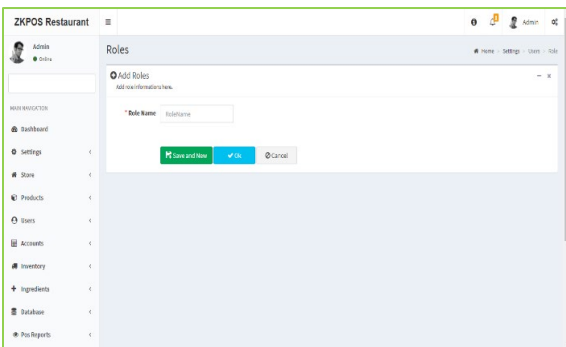 ZKPOS Restaurant
Admin
Admin
Online
Roles
Home > Settings > Users > Role
Add Roles
Add role informations here.
* Role Name
RoleName
Save and New
Ok
Cancel
MAIN NAVIGATION
Dashboard
Settings
Store
Products
Users
Accounts
Inventory
Ingredients
Database
Pos Reports